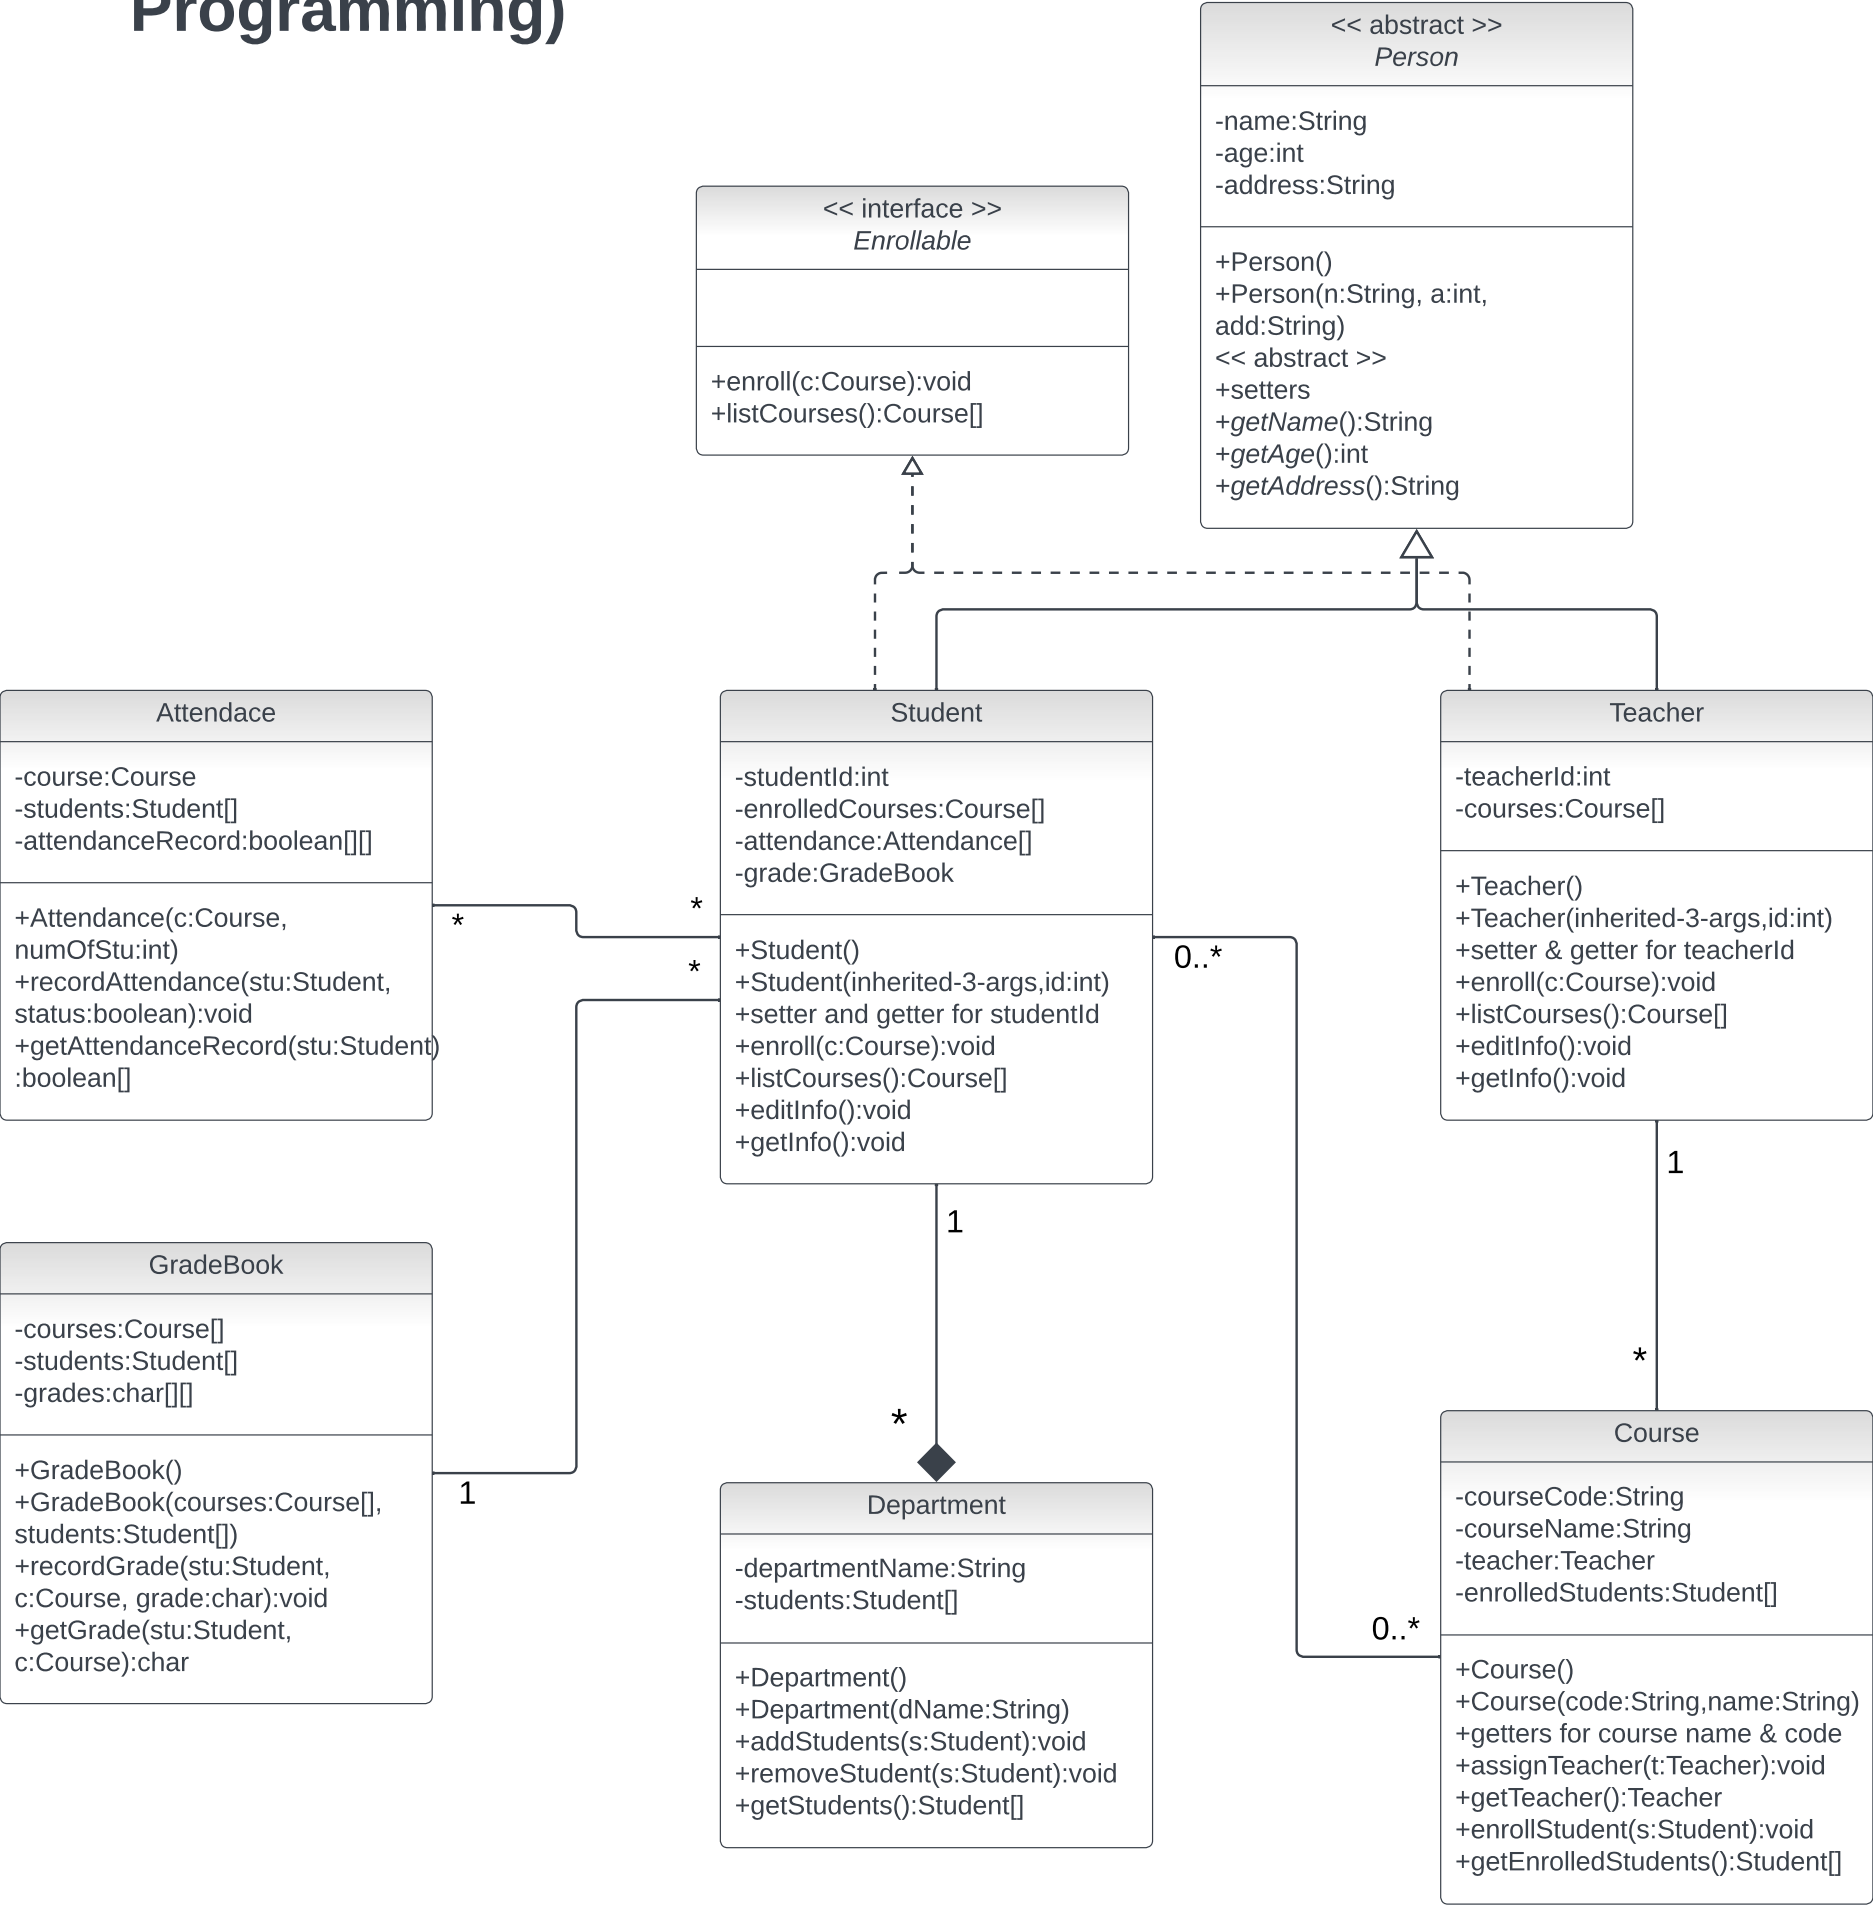 Programming)
<< abstract >>
Person
-name:String
-age:int
-address:String
+Person()
+Person(n:String, a:int,
add:String)
<< abstract >>
+setters
+getName():String
+getAge():int
+getAddress():String
<< interface >>
Enrollable
+enroll(c:Course):void
+listCourses():Course[]
Attendace
-course:Course
-students:Student[]
-attendanceRecord:boolean[][]
+Attendance(c:Course,
numOfStu:int)
+recordAttendance(stu:Student,
status:boolean):void
+getAttendanceRecord(stu:Student)
:boolean[]
*
*
*
Student
-studentId:int
-enrolledCourses:Course[]
-attendance:Attendance[]
-grade:GradeBook
+Student()
+Student(inherited-3-args,id:int)
+setter and getter for studentId
+enroll(c:Course):void
+listCourses():Course[]
+editInfo():void
+getInfo():void
0..*
Teacher
-teacherId:int
-courses:Course[]
+Teacher()
+Teacher(inherited-3-args,id:int)
+setter & getter for teacherId
+enroll(c:Course):void
+listCourses():Course[]
+editInfo():void
+getInfo():void
1
1
*
*
GradeBook
-courses:Course[]
-students:Student[]
-grades:char[][]
+GradeBook()
+GradeBook(courses:Course[],
students:Student[])
+recordGrade(stu:Student,
c:Course, grade:char):void
+getGrade(stu:Student,
c:Course):char
1
Department
-departmentName:String
-students:Student[]
+Department()
+Department(dName:String)
+addStudents(s:Student):void
+removeStudent(s:Student):void
+getStudents():Student[]
0..*
Course
-courseCode:String
-courseName:String
-teacher:Teacher
-enrolledStudents:Student[]
+Course()
+Course(code:String,name:String)
+getters for course name & code
+assignTeacher(t:Teacher):void
+getTeacher():Teacher
+enrollStudent(s:Student):void
+getEnrolledStudents():Student[]